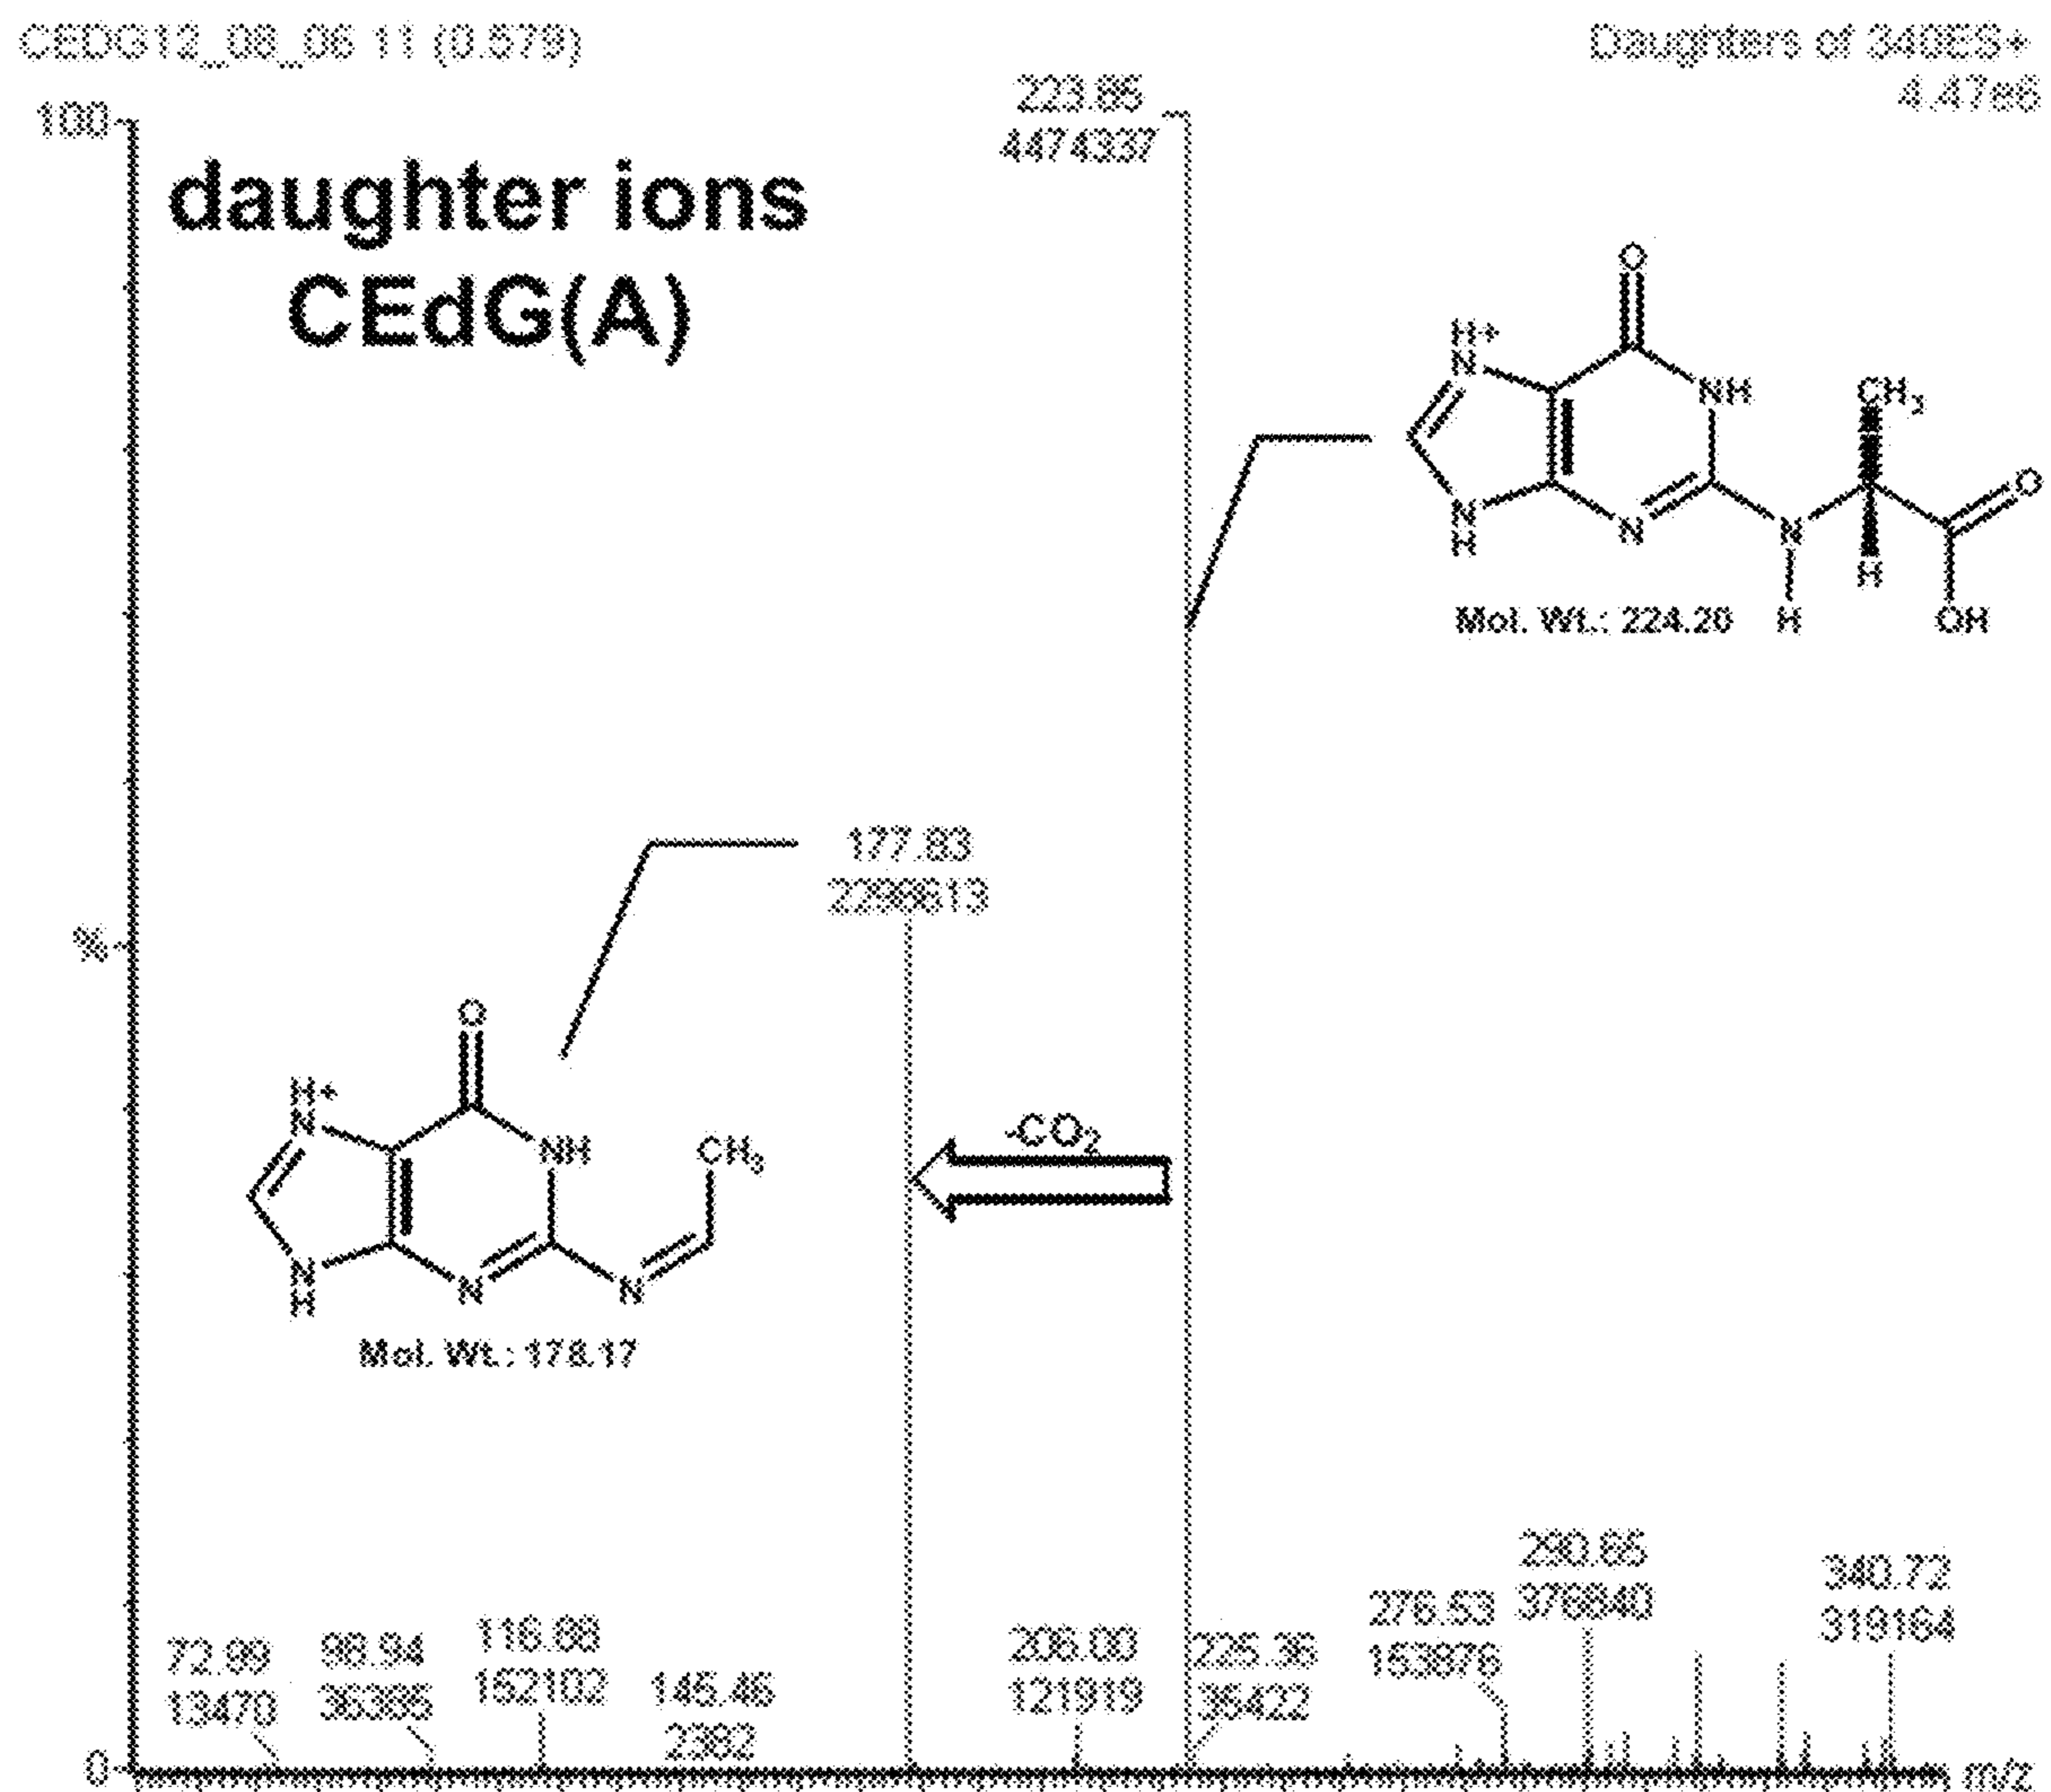 CEDG12_08_06 11 (0.579)
Daughters of 340ES+
4.47e6
100
223.85
4474337
daughter ions
CEdG(A)
O
H+
N
NH
CH3
O
N
H
N
N
H
H
OH
Mol. Wt.: 224.20
177.83
%
O
H+
N
NH
CH3
-CO2
N
H
N
N
Mol. Wt.: 178.17
290.65
340.72
319164
276.53
153876
116.88
152102
72.99
13470
98.94
145.46
2382
206.00
121919
225.36
35422
0
m/z